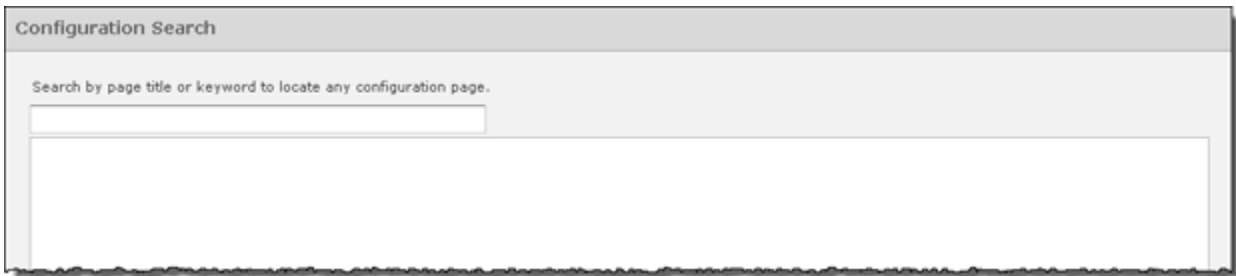 Configuration Search
Search by page title or keyword to locate any configuration page.